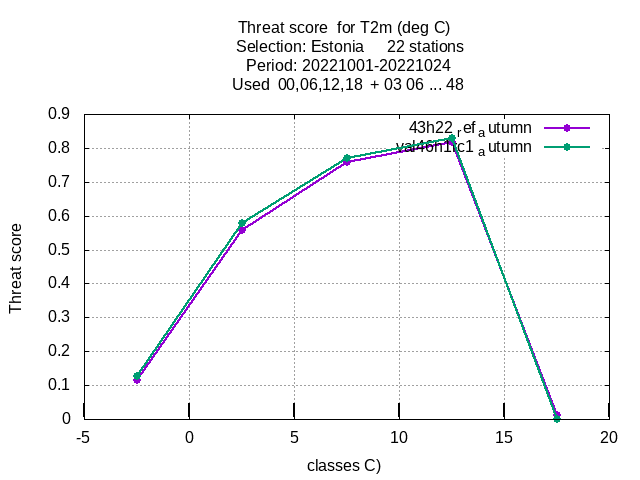 Threat score for T2m (deg C)
Selection: Estonia 22 stations
Period: 20221001-20221024
Used 00,06,12,18 + 03 06 ... 48
0.9
0.8
0.7
0.6
0.5
0.4
0.3
0.2
0.1
0
Threat score
43h22refautumn
autumn
-5 0 5 10 15 20
classes C)